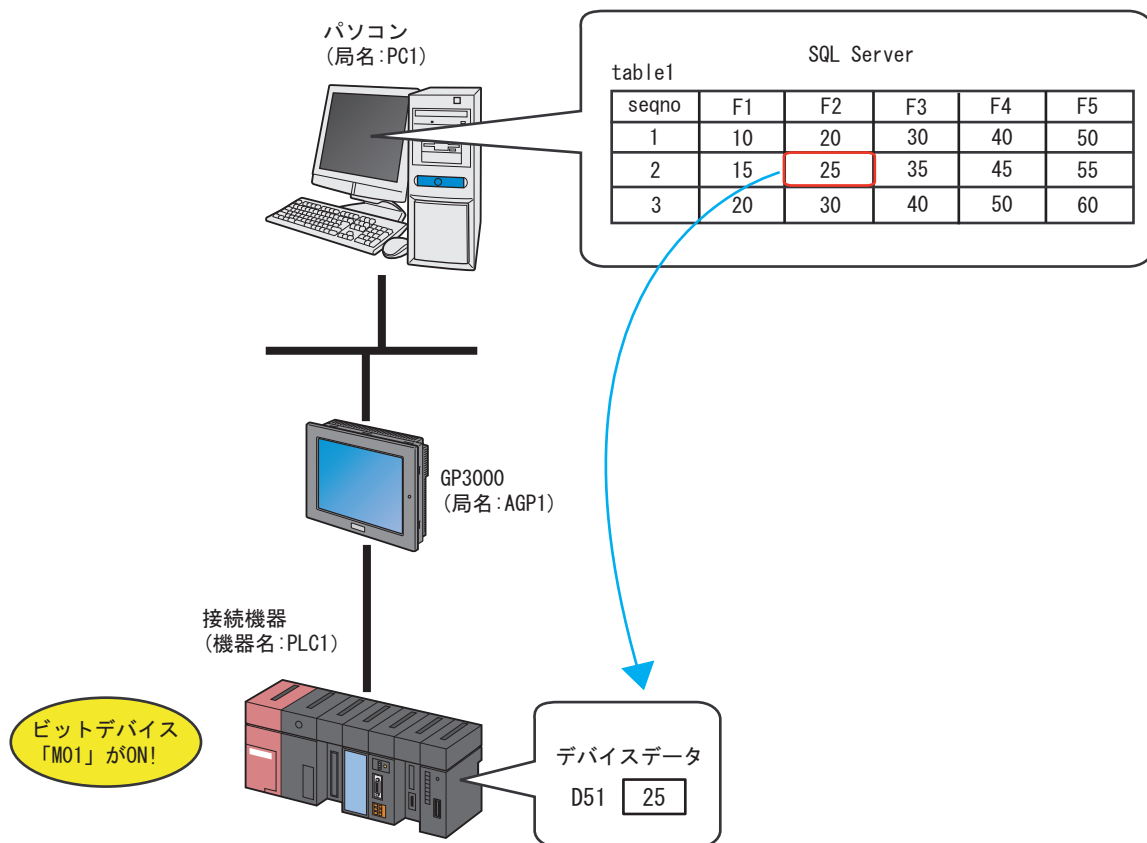 パソコン
(局名:PC1)
SQL Server
table1
seqno F1 F2 F3 F4 F5
1 10 20 30 40 50
2 15 25 35 45 55
3 20 30 40 50 60
GP3000
(局名:AGP1)
接続機器
(機器名:PLC1)
ビットデバイス
「M01」がON!
デバイスデータ
D51 25